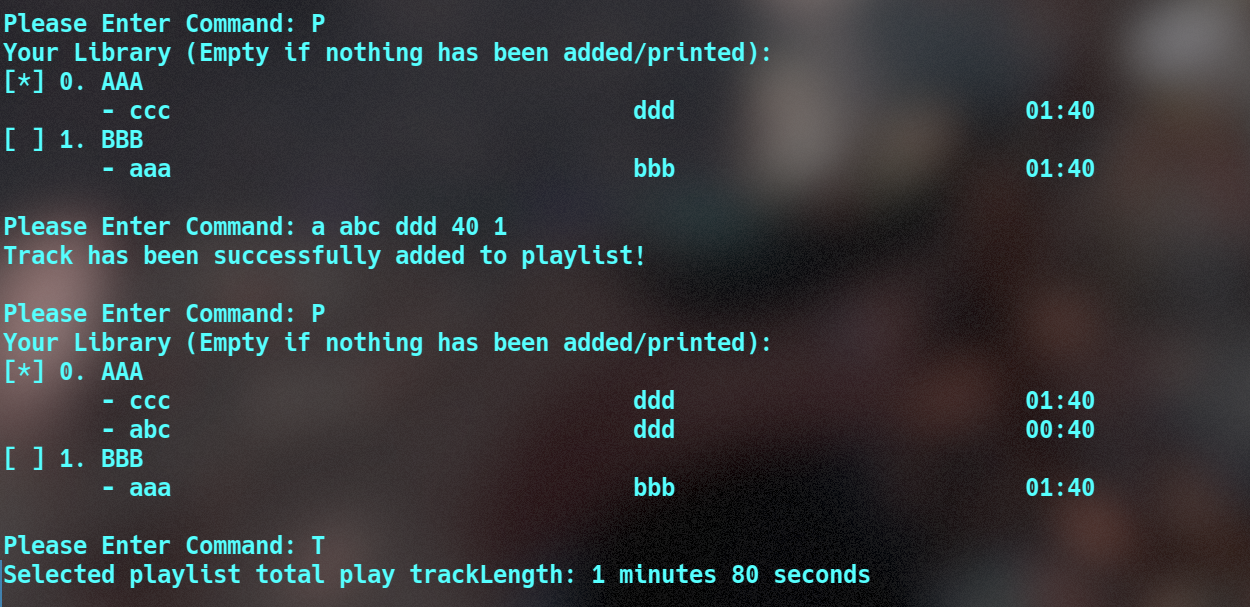 Please Enter Command: P
Your Library (Empty if nothing has been added/printed):
[*] 0. AAA
- ccc ddd 01:40
[ ] 1. BBB
- aaa bbb 01:40
Please Enter Command: a abc ddd 40 1
Track has been successfully added to playlist!
Please Enter Command: P
Your Library (Empty if nothing has been added/printed):
[*] 0. AAA
- ccc ddd 01:40
- abc ddd 00:40
[ ] 1. BBB
- aaa bbb 01:40
Please Enter Command: T
Selected playlist total play trackLength: 1 minutes 80 seconds